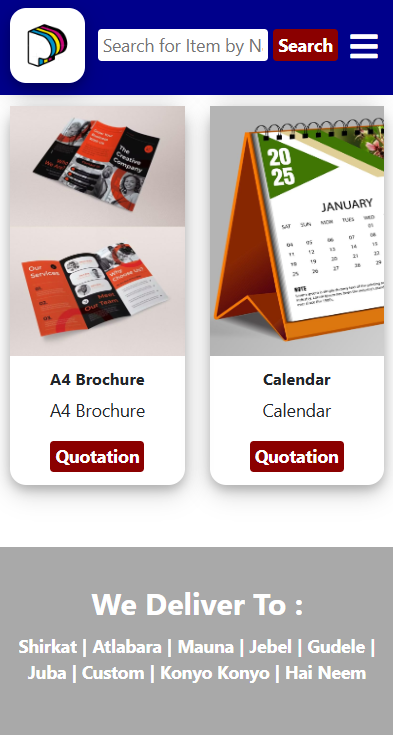 Search for Item by N
Search
The
Creative
Company
Our
Services
Why
Choose Us?
Meet
Our Team
20
25
JANUARY
SAT SUN MON TUES WED
04 05 06 07 08
11 12 13 14 15
18 19 20 21 22
25 26 27 28 29
NOTE
A4 Brochure
A4 Brochure
Quotation
Calendar
Calendar
Quotation
We Deliver To :
Shirkat | Atlabara | Mauna | Jebel | Gudele |
Juba | Custom | Konyo Konyo | Hai Neem